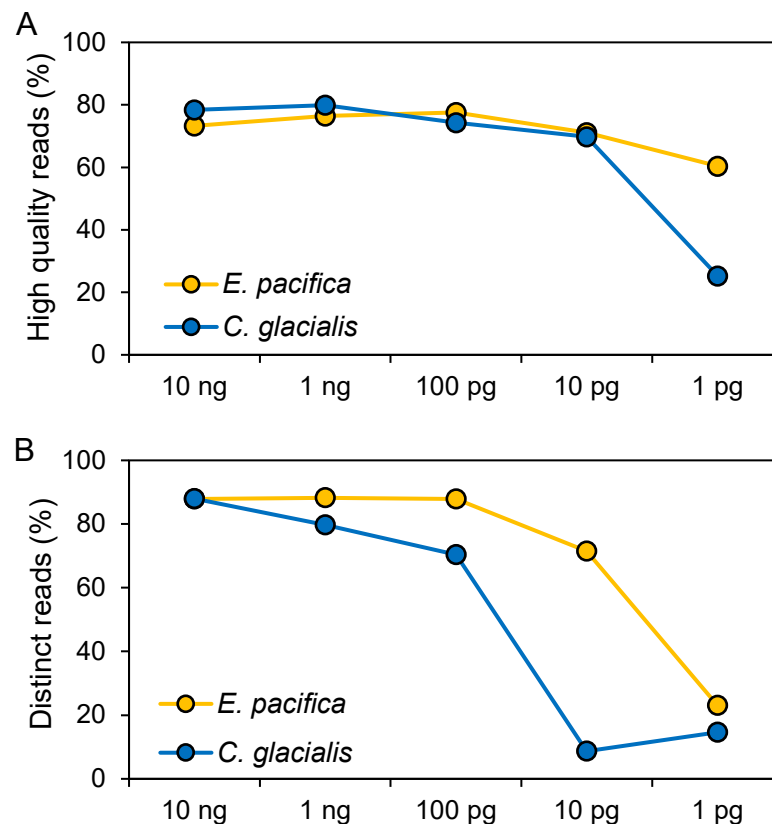 A
High quality reads (%)
100
80
60
40
20
0
E. pacifica
C. glacialis
10 ng
1 ng
100 pg
10 pg
1 pg
B
Distinct reads (%)
100
80
60
40
20
0
E. pacifica
C. glacialis
10 ng
1 ng
100 pg
10 pg
1 pg